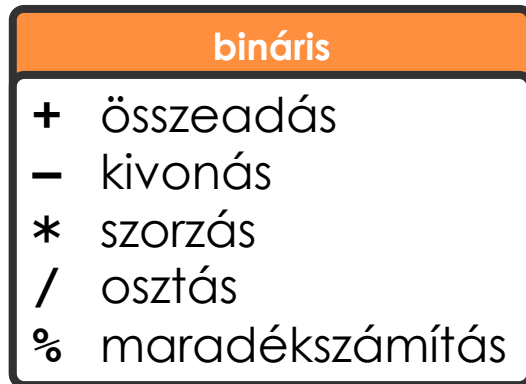 bináris
+ összeadás
– kivonás
* szorzás
/ osztás
% maradékszámítás